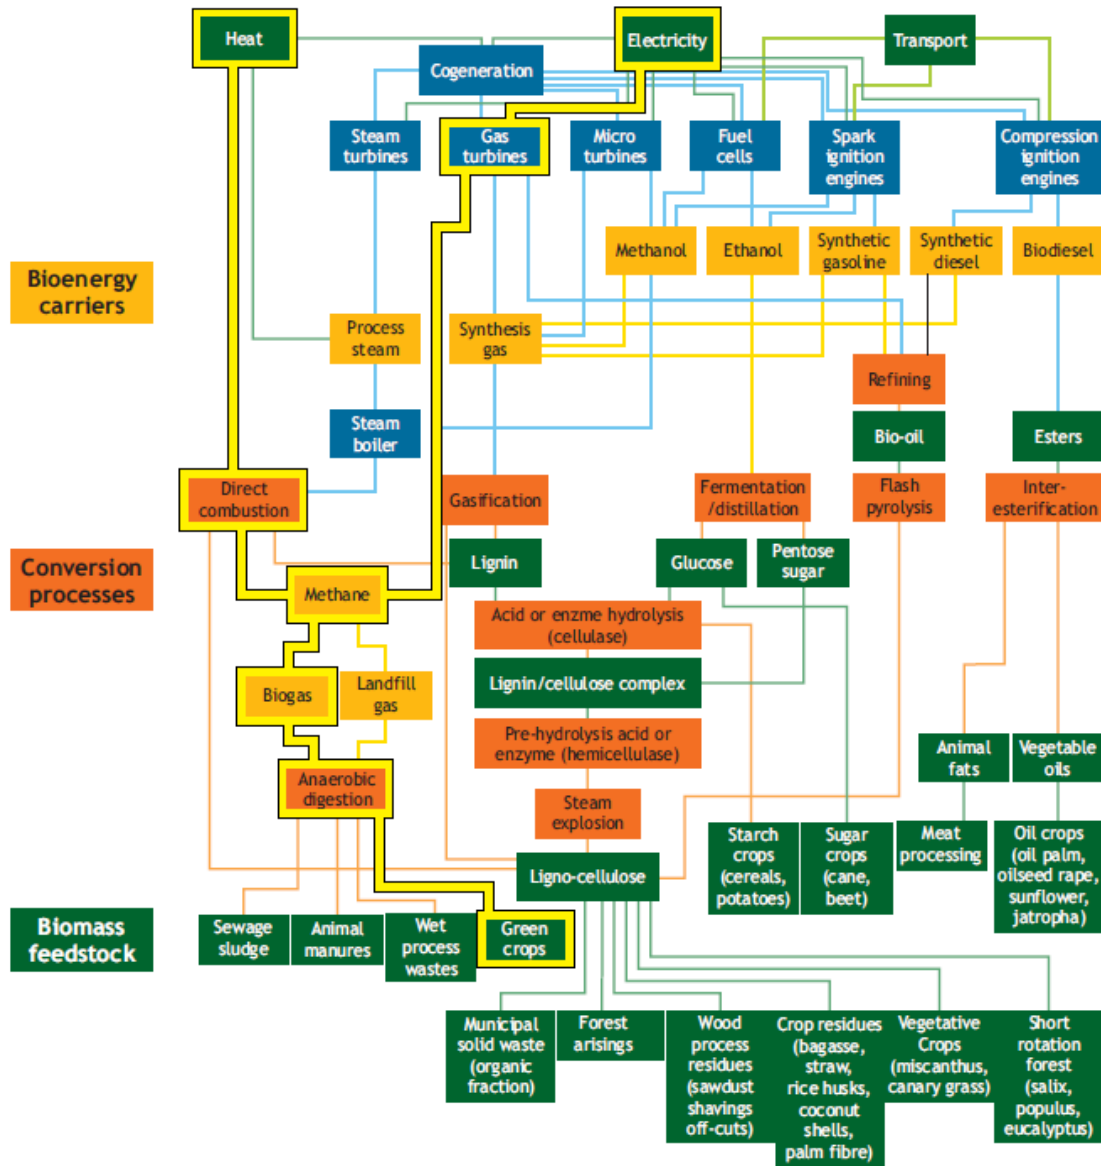 Heat
Electricity
Transport
Cogeneration
Steam
turbines
Gas
turbines
Micro
turbines
Fuel
cells
Spark
ignition
engines
Compression
ignition
engines
Bioenergy
carriers
Methanol
Ethanol
Synthetic
gasoline
Synthetic
diesel
Biodiesel
Process
steam
Synthesis
gas
Refining
Steam
boiler
Bio-oil
Esters
Direct
combustion
Gasification
Fermentation
/distillation
Flash
pyrolysis
Inter-
esterification
Conversion
processes
Lignin
Glucose
Pentose
sugar
Methane
Acid or enzme hydrolysis
(cellulase)
Biogas
Landfill
gas
Lignin/cellulose complex
Pre-hydrolysis acid or
enzyme (hemicellulase)
Animal
fats
Vegetable
oils
Anaerobic
digestion
Steam
explosion
Starch
crops
(cereals,
potatoes)
Sugar
crops
(cane,
beet)
Meat
processing
Oil crops
(oil palm,
oilseed rape,
sunflower,
jatropha)
Ligno-cellulose
Biomass
feedstock
Sewage
sludge
Animal
manures
Wet
process
wastes
Green
crops
Municipal
solid waste
(organic
fraction)
Forest
arisings
Wood
process
residues
(sawdust
shavings
off-cuts)
Crop residues
(bagasse,
straw,
rice husks,
coconut
shells,
palm fibre)
Vegetative
Crops
(miscanthus,
canary grass)
Short
rotation
forest
(salix,
populus,
eucalyptus)